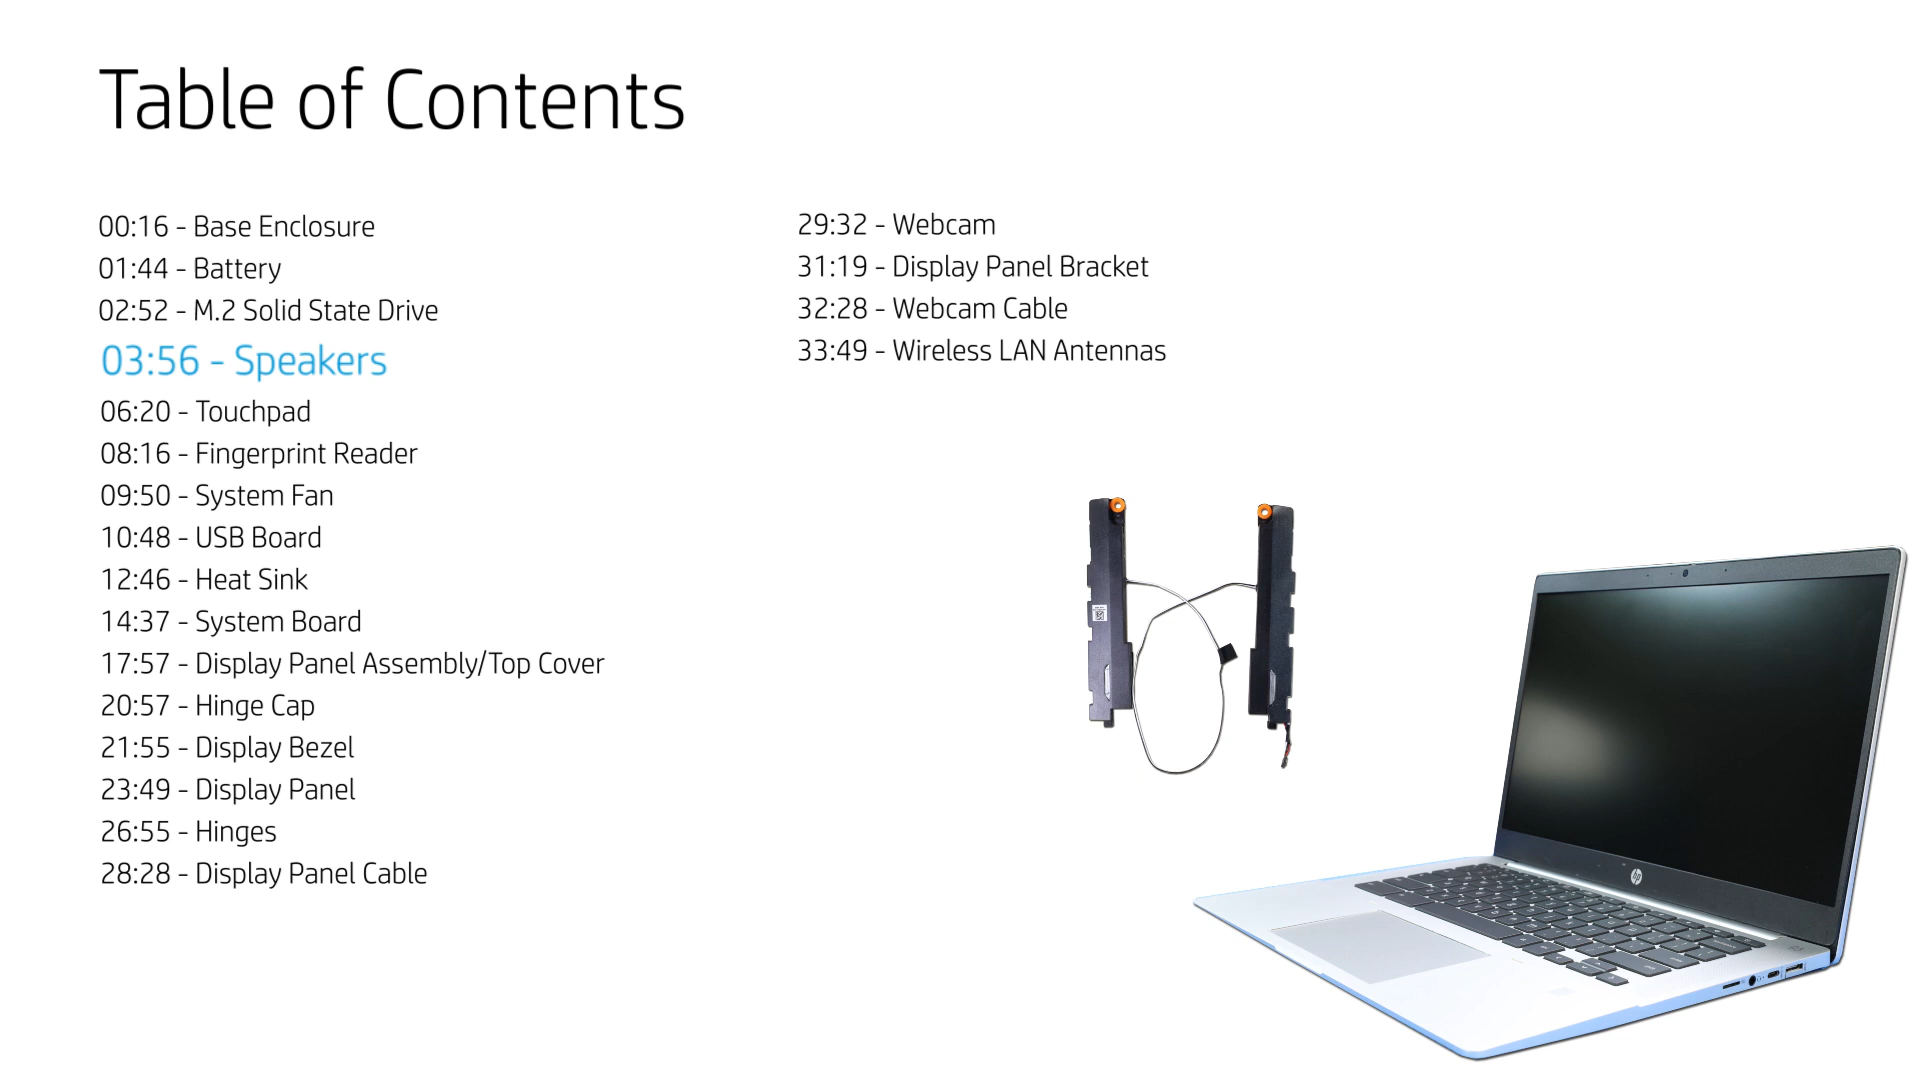 Table of Contents
00:16 - Base Enclosure
01:44 - Battery
02:52 - M.2 Solid State Drive
03:56 - Speakers
06:20 - Touchpad
08:16 - Fingerprint Reader
09:50 - System Fan
10:48 - USB Board
12:46 - Heat Sink
14:37 - System Board
17:57 - Display Panel Assembly/Top Cover
20:57 - Hinge Cap
21:55 - Display Bezel
23:49 - Display Panel
26:55 - Hinges
28:28 - Display Panel Cable
29:32 - Webcam
31:19 - Display Panel Bracket
32:28 - Webcam Cable
33:49 - Wireless LAN Antennas
hp